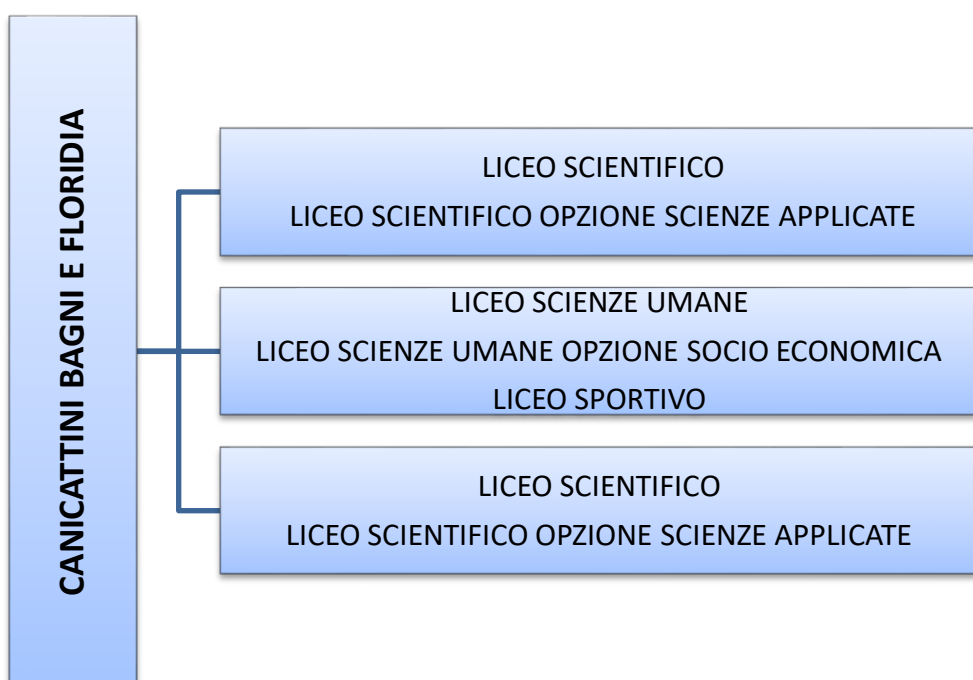 CANICATTINI BAGNI E FLORIDIA
LICEO SCIENTIFICO
LICEO SCIENTIFICO OPZIONE SCIENZE APPLICATE
LICEO SCIENZE UMANE
LICEO SCIENZE UMANE OPZIONE SOCIO ECONOMICA
LICEO SPORTIVO
LICEO SCIENTIFICO
LICEO SCIENTIFICO OPZIONE SCIENZE APPLICATE